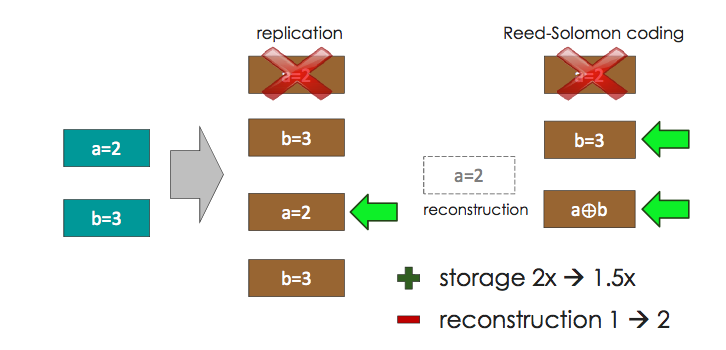 replication
Reed-Solomon coding
a=2
a=2
b=3
b=3
a=2
a=2
b=3
a=2
reconstruction
a⊕b
b=3
b=3
storage 2x → 1.5x
reconstruction 1 → 2